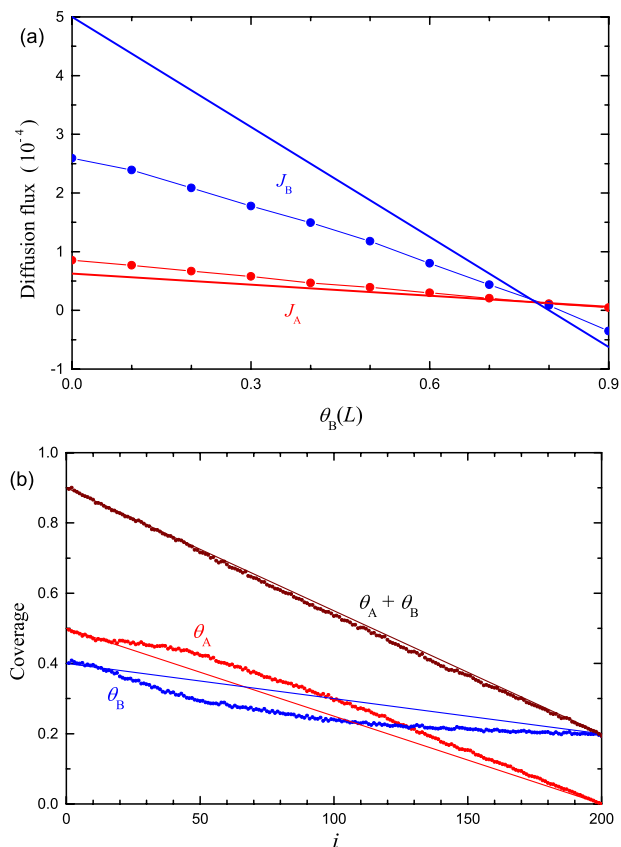 (a)
5
4
3
2
1
0
-1
Diffusion flux (10⁻⁴)
J_B
J_A
0.0 0.3 0.6 0.9
θ_B(L)
(b)
1.0
0.8
0.6
0.4
0.2
0.0
Coverage
θ_A + θ_B
θ_A
θ_B
0 50 100 150 200
i